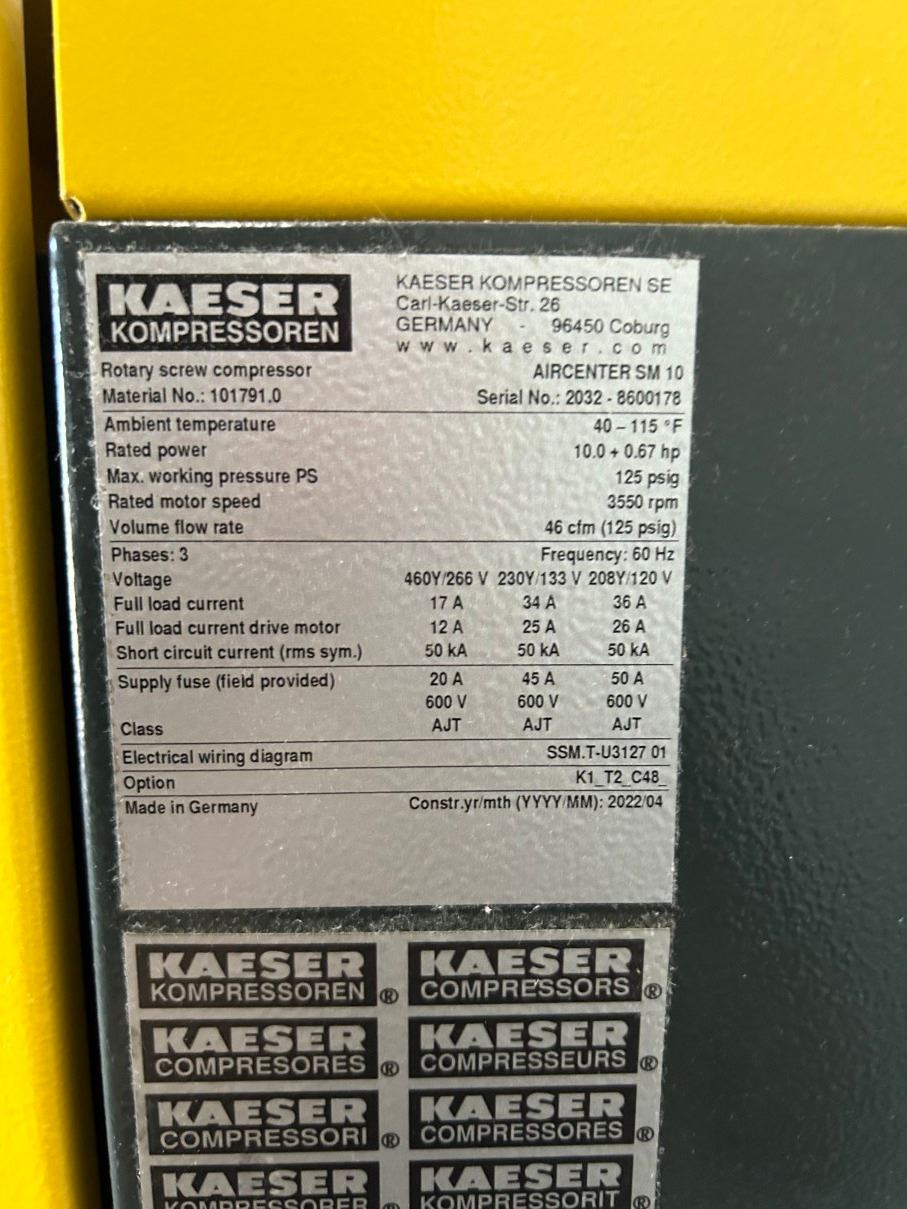 KAESER
KOMPRESSOREN
KAESER KOMPRESSOREN SE
Carl-Kaeser-Str. 26
GERMANY - 96450 Coburg
www.kaeser.com
Rotary screw compressor AIRCENTER SM 10
Material No.: 101791.0 Serial No.: 2032 - 8600178
Ambient temperature 40 – 115 °F
Rated power 10.0 + 0.67 hp
Max. working pressure PS 125 psig
Rated motor speed 3550 rpm
Volume flow rate 46 cfm (125 psig)
Phases: 3 Frequency: 60 Hz
Voltage 460Y/266 V 230Y/133 V 208Y/120 V
Full load current 17 A 34 A 36 A
Full load current drive motor 12 A 25 A 26 A
Short circuit current (rms sym.) 50 kA 50 kA 50 kA
Supply fuse (field provided) 20 A 45 A 50 A
600 V 600 V 600 V
Class AJT AJT AJT
Electrical wiring diagram SSM.T-U3127 01
Option K1_T2_C48_
Made in Germany Constr.yr/mth (YYYY/MM): 2022/04
KAESER KAESER
KOMPRESSOREN ® COMPRESSORS ®
KAESER KAESER
COMPRESORES ® COMPRESSEURS ®
KAESER KAESER
COMPRESSORI ® COMPRESSORES ®
KAESER KAESER
KOMPRESSORER ® KOMPRESSORIT ®